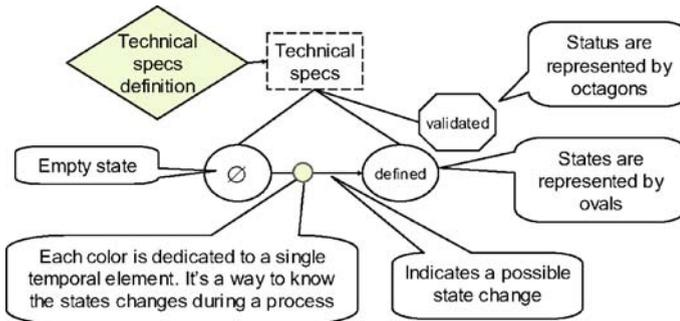 Technical
specs
definition
Technical
specs
Status are
represented by
octagons
validated
Empty state
∅
defined
States are
represented by
ovals
Each color is dedicated to a single
temporal element. It's a way to know
the states changes during a process
Indicates a possible
state change